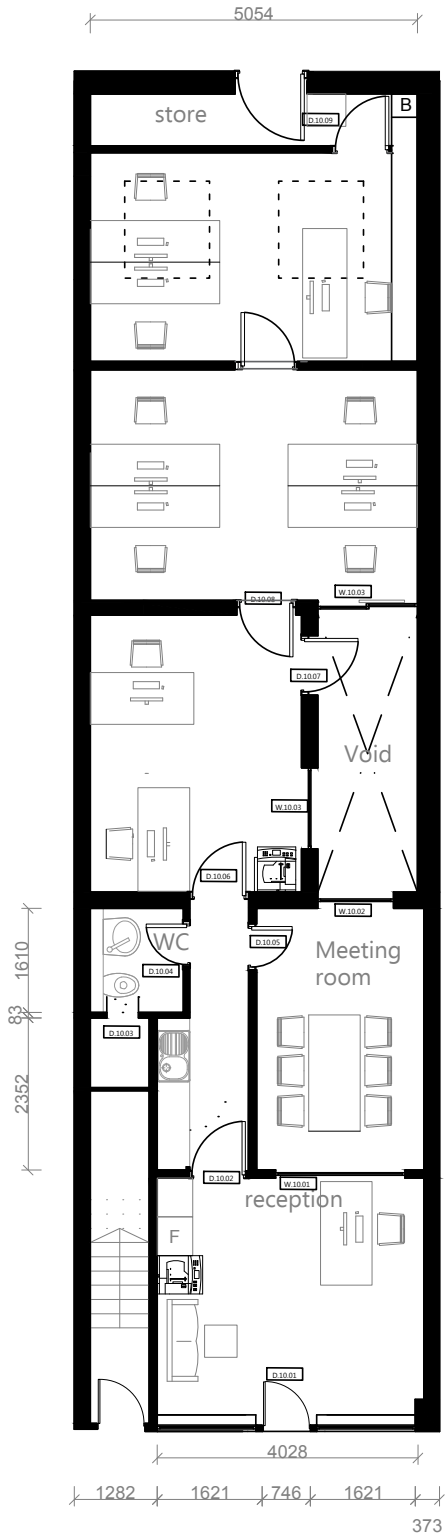 5054
B
store
D.10.09
D.10.08
W.10.03
D.10.07
Void
W.10.03
D.10.06
W.10.02
WC
D.10.05
Meeting
room
D.10.04
1610
83
D.10.03
2352
D.10.02
W.10.01
reception
F
D.10.01
4028
1282
1621
746
1621
373